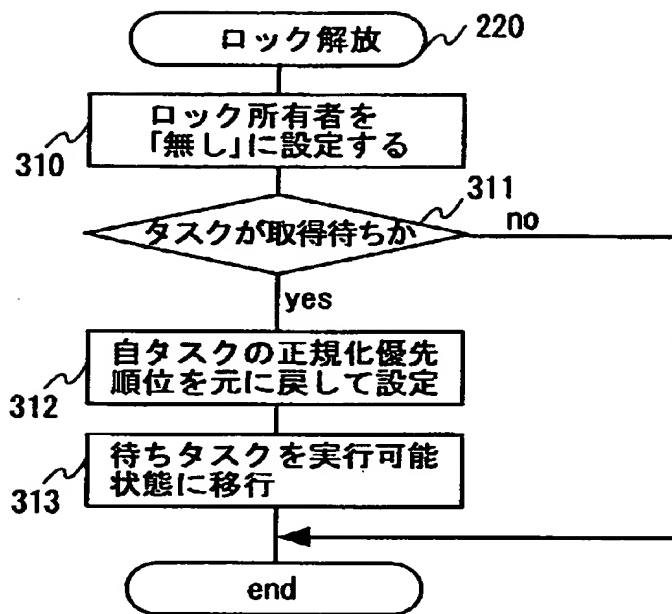 ロック解放
220
ロック所有者を
「無し」に設定する
310
311
タスクが取得待ちか
no
yes
自タスクの正規化優先
順位を元に戻して設定
312
待ちタスクを実行可能
状態に移行
313
end